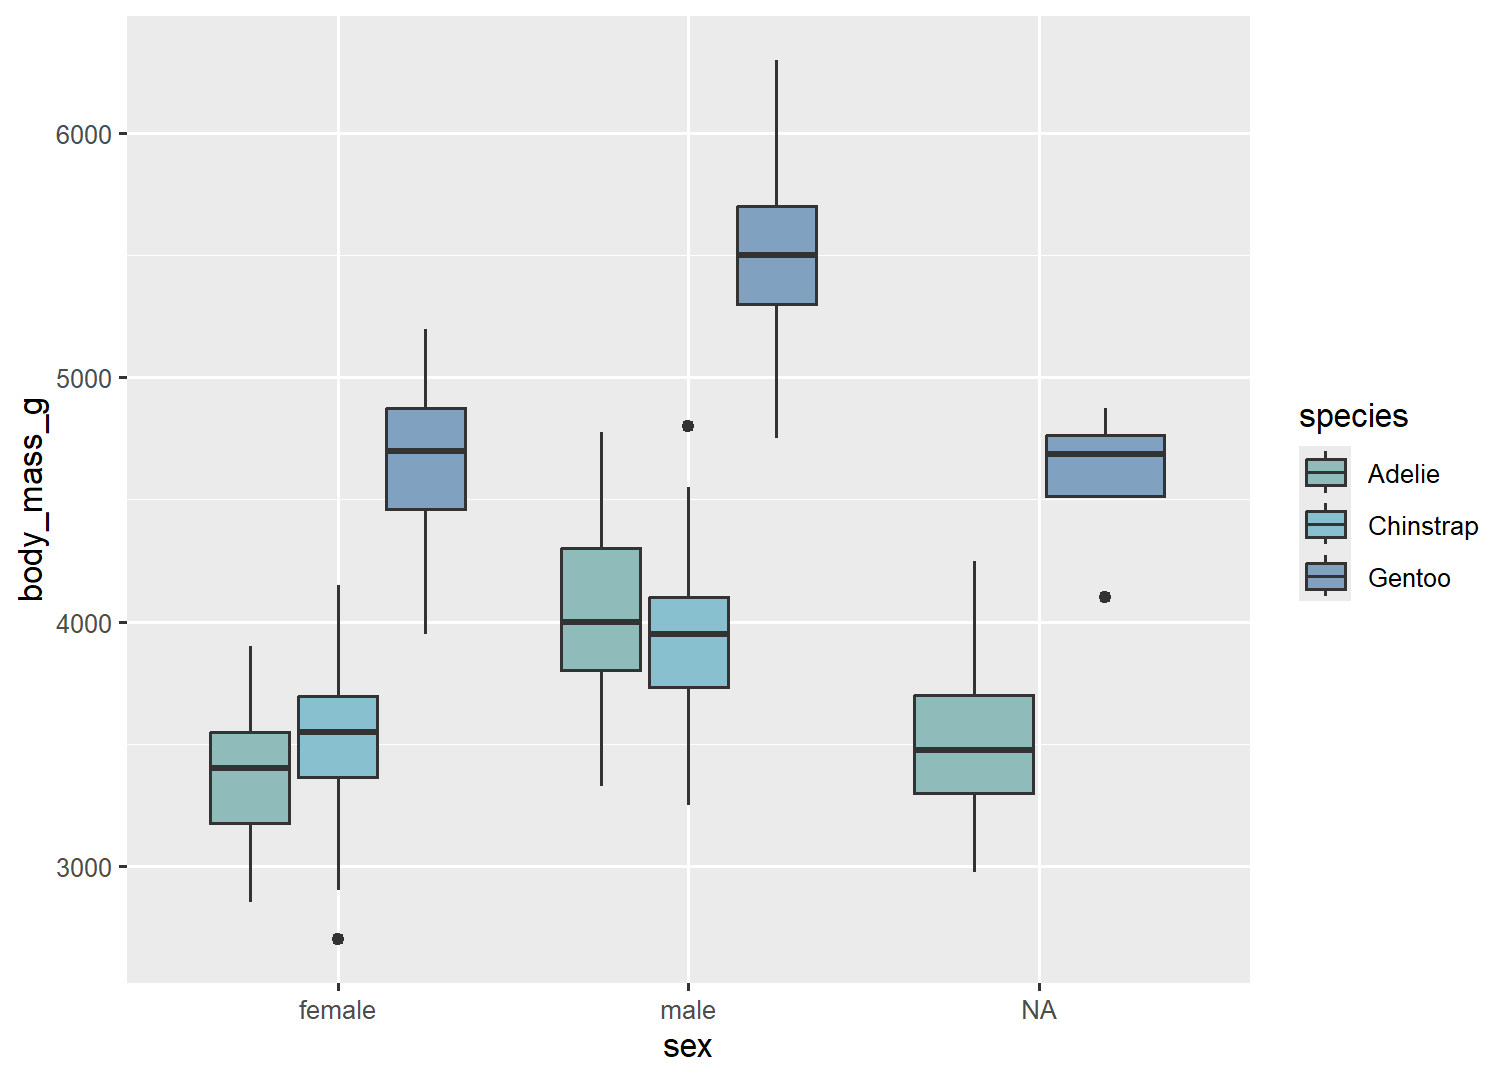 body_mass_g
6000
5000
4000
3000
female
male
NA
sex
species
Adelie
Chinstrap
Gentoo